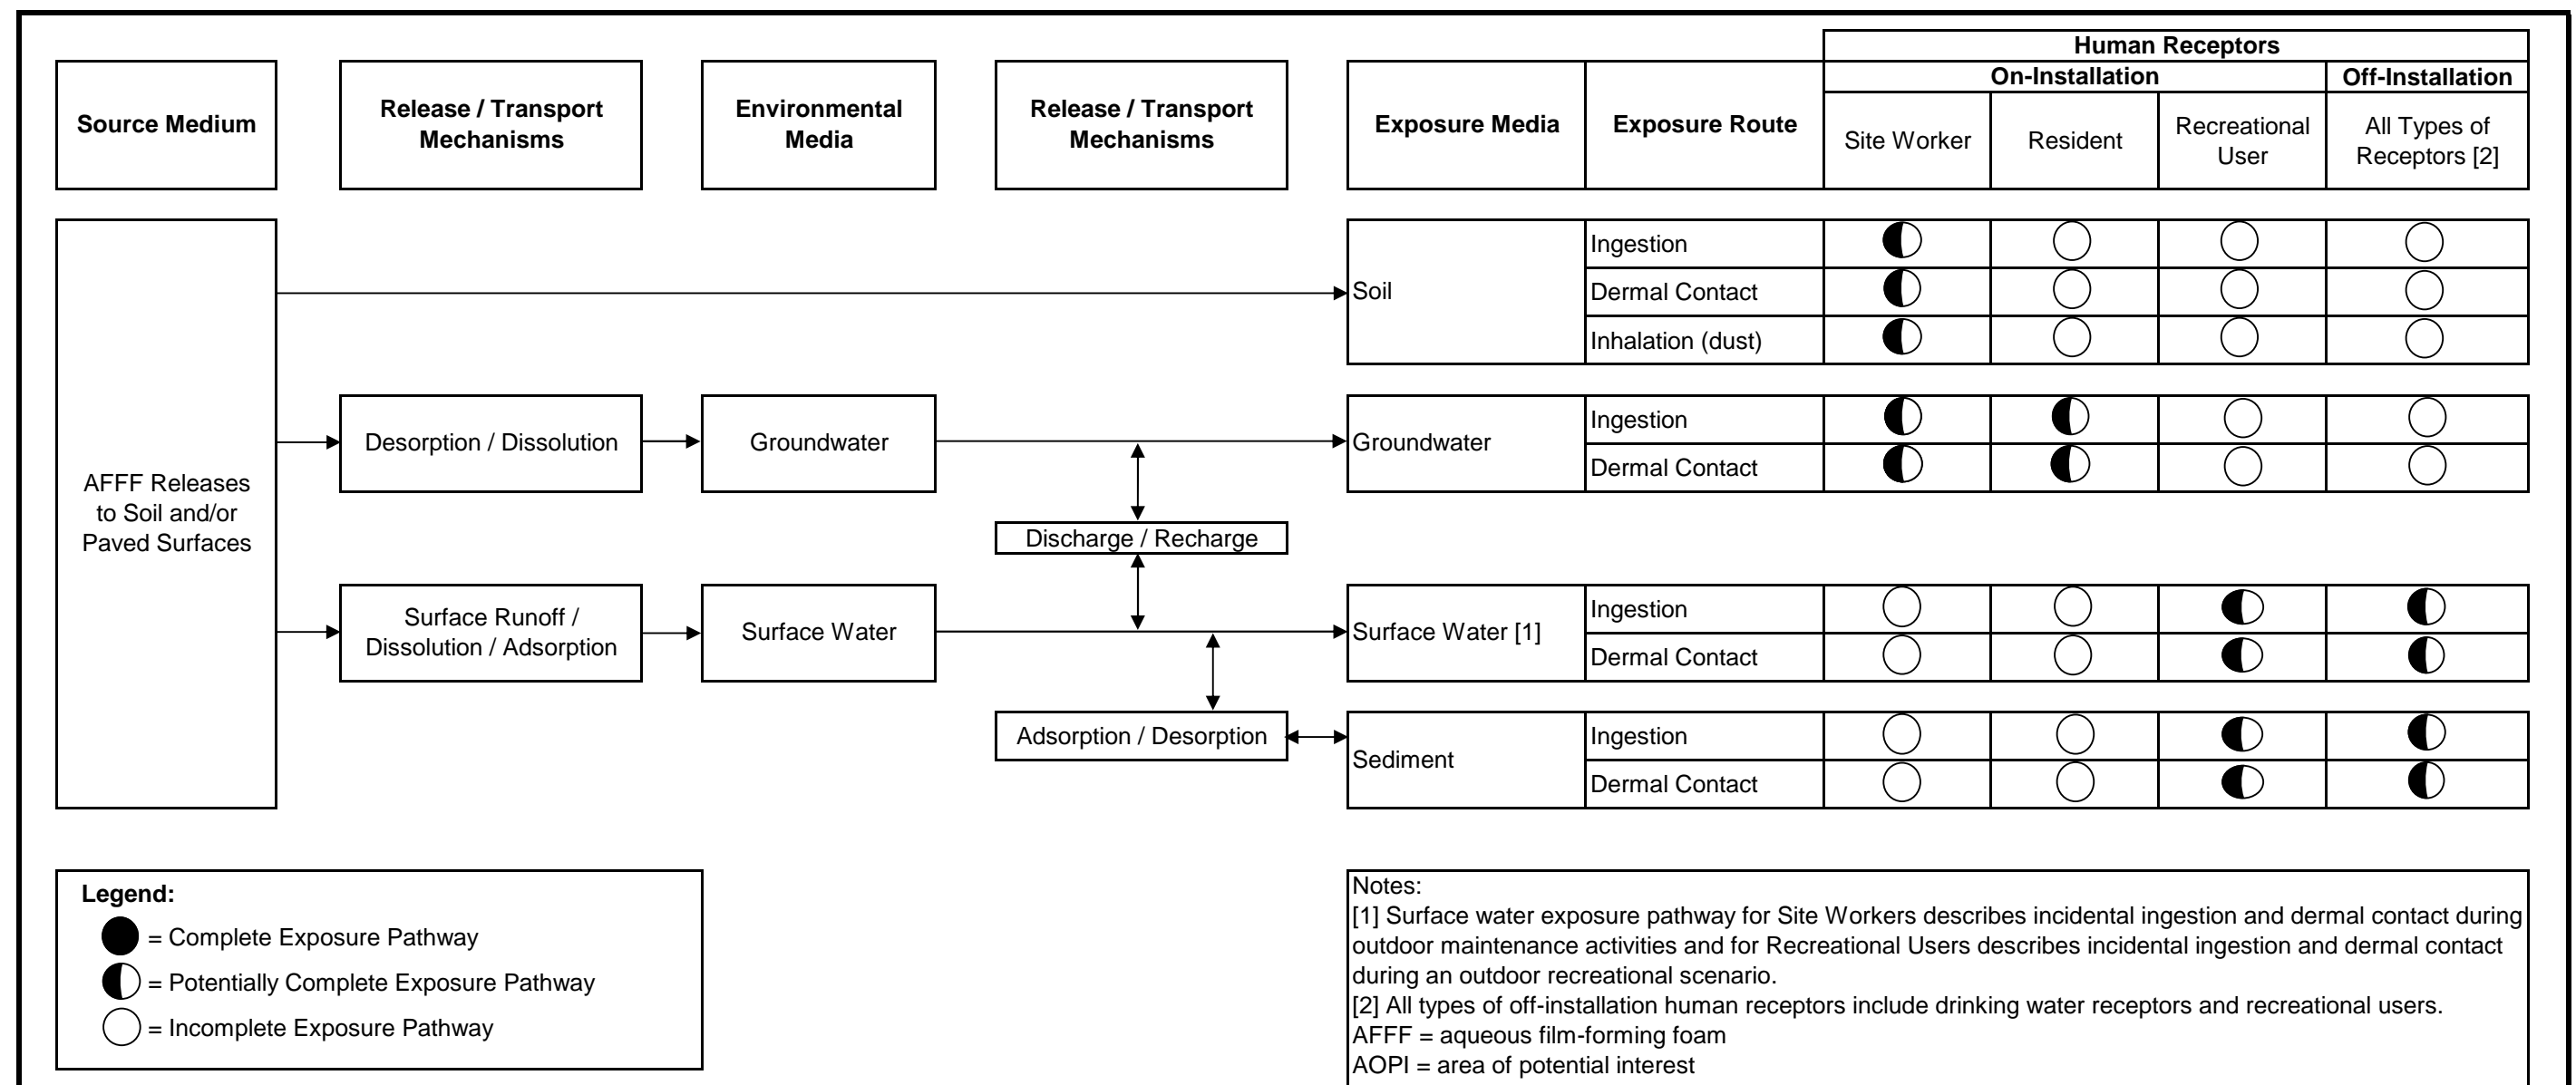 Human Receptors
On-Installation
Off-Installation
Source Medium
Release / Transport
Mechanisms
Environmental
Media
Release / Transport
Mechanisms
Exposure Media
Exposure Route
Site Worker
Resident
Recreational
User
All Types of
Receptors [2]
AFFF Releases
to Soil and/or
Paved Surfaces
Soil
Ingestion
Dermal Contact
Inhalation (dust)
Desorption / Dissolution
Groundwater
Groundwater
Ingestion
Dermal Contact
Discharge / Recharge
Surface Runoff /
Dissolution / Adsorption
Surface Water
Surface Water [1]
Ingestion
Dermal Contact
Adsorption / Desorption
Sediment
Ingestion
Dermal Contact
Legend:
= Complete Exposure Pathway
= Potentially Complete Exposure Pathway
= Incomplete Exposure Pathway
Notes:
[1] Surface water exposure pathway for Site Workers describes incidental ingestion and dermal contact during
outdoor maintenance activities and for Recreational Users describes incidental ingestion and dermal contact
during an outdoor recreational scenario.
[2] All types of off-installation human receptors include drinking water receptors and recreational users.
AFFF = aqueous film-forming foam
AOPI = area of potential interest